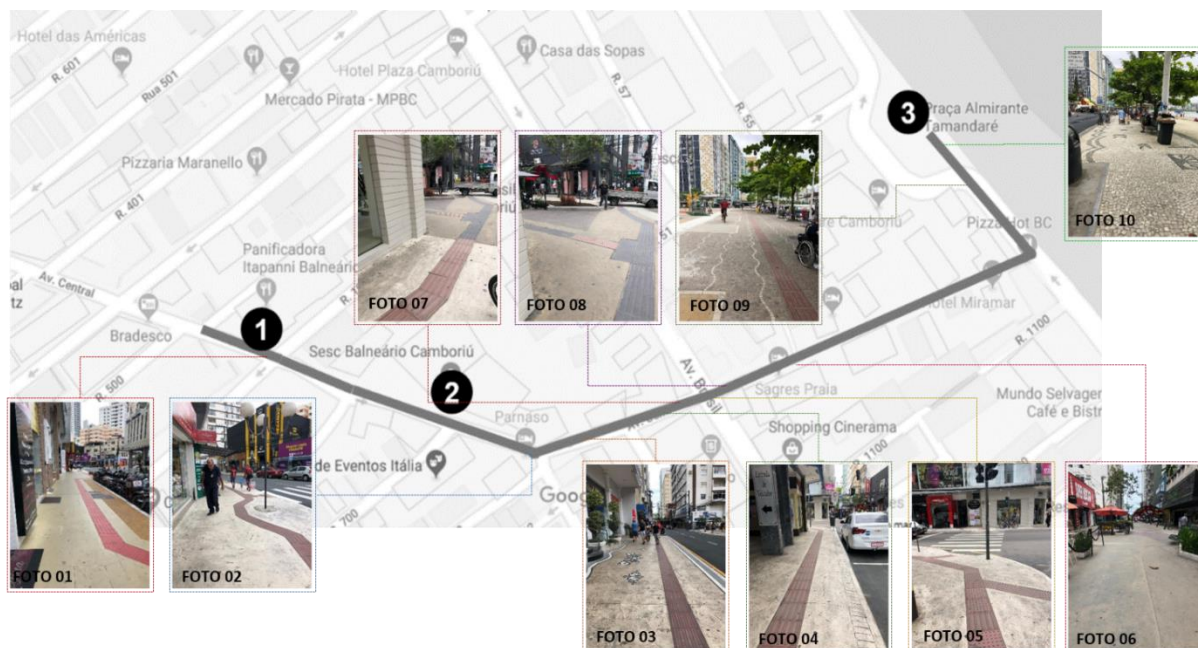 Hotel das Américas
R. 601
Rua 501
Hotel Plaza Camboriú
Casa das Sopas
Mercado Pirata - MPBC
R. 57
R. 55
3
Praça Almirante
Tamandaré
Pizzaria Maranello
R. 401
FOTO 10
51
Camboriú
Pizza Hot BC
Panificadora
Itapanni Balneário
Av. Central
Bradesco
FOTO 07
FOTO 08
FOTO 09
Hotel Miramar
R. 1100
1
Sesc Balneário Camboriú
R. 500
2
Av. Brasil
Sagres Praia
Parnaso
Mundo Selvagem
Café e Bistr
Shopping Cinerama
1100
de Eventos Itália
700
Goog
FOTO 01
FOTO 02
FOTO 03
FOTO 04
FOTO 05
FOTO 06